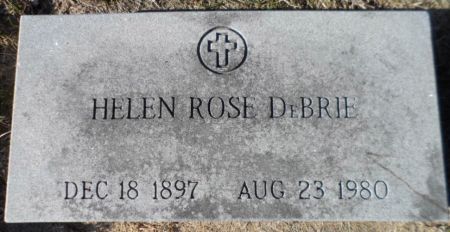 HELEN ROSE DEBRIE
DEC 18 1897 AUG 23 1980